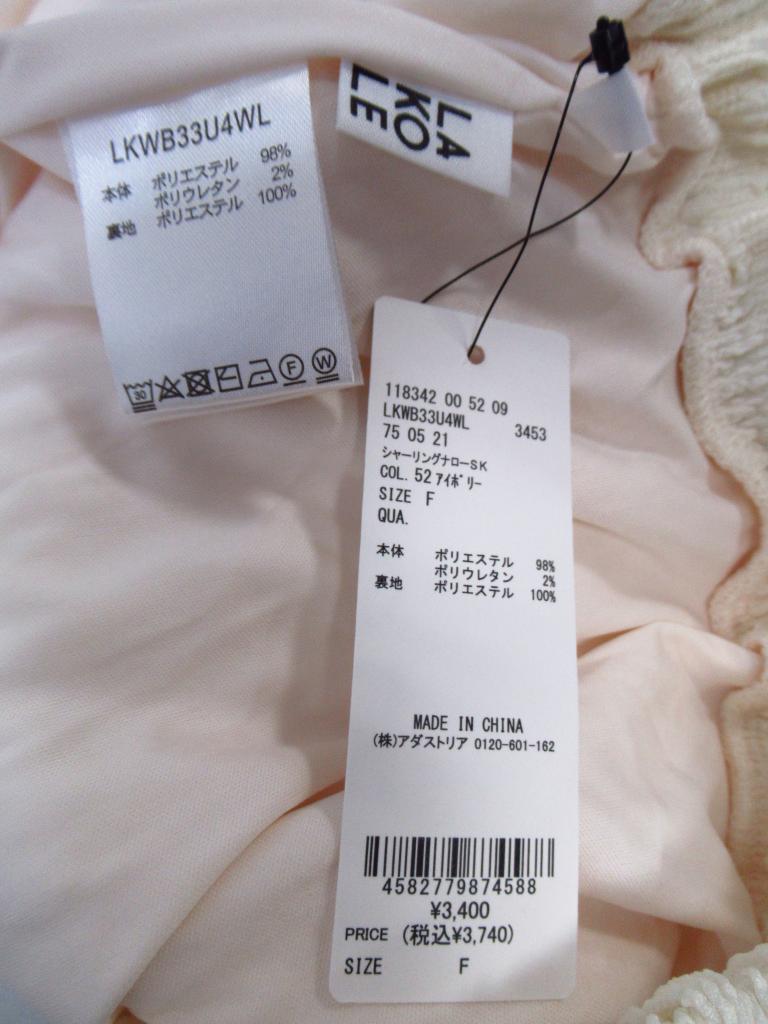 LKWB33U4WL
本体 ポリエステル 98%
ポリウレタン 2%
裏地 ポリエステル 100%
30
F
W
LA
KO
LE
118342 00 52 09
LKWB33U4WL 3453
75 05 21
シャーリングナローSK
COL. 52 ｱｲﾎﾞﾘｰ
SIZE F
QUA.
本体 ポリエステル 98%
ポリウレタン 2%
裏地 ポリエステル 100%
MADE IN CHINA
(株)アダストリア 0120-601-162
4582779874588
¥3,400
PRICE (税込¥3,740)
SIZE F